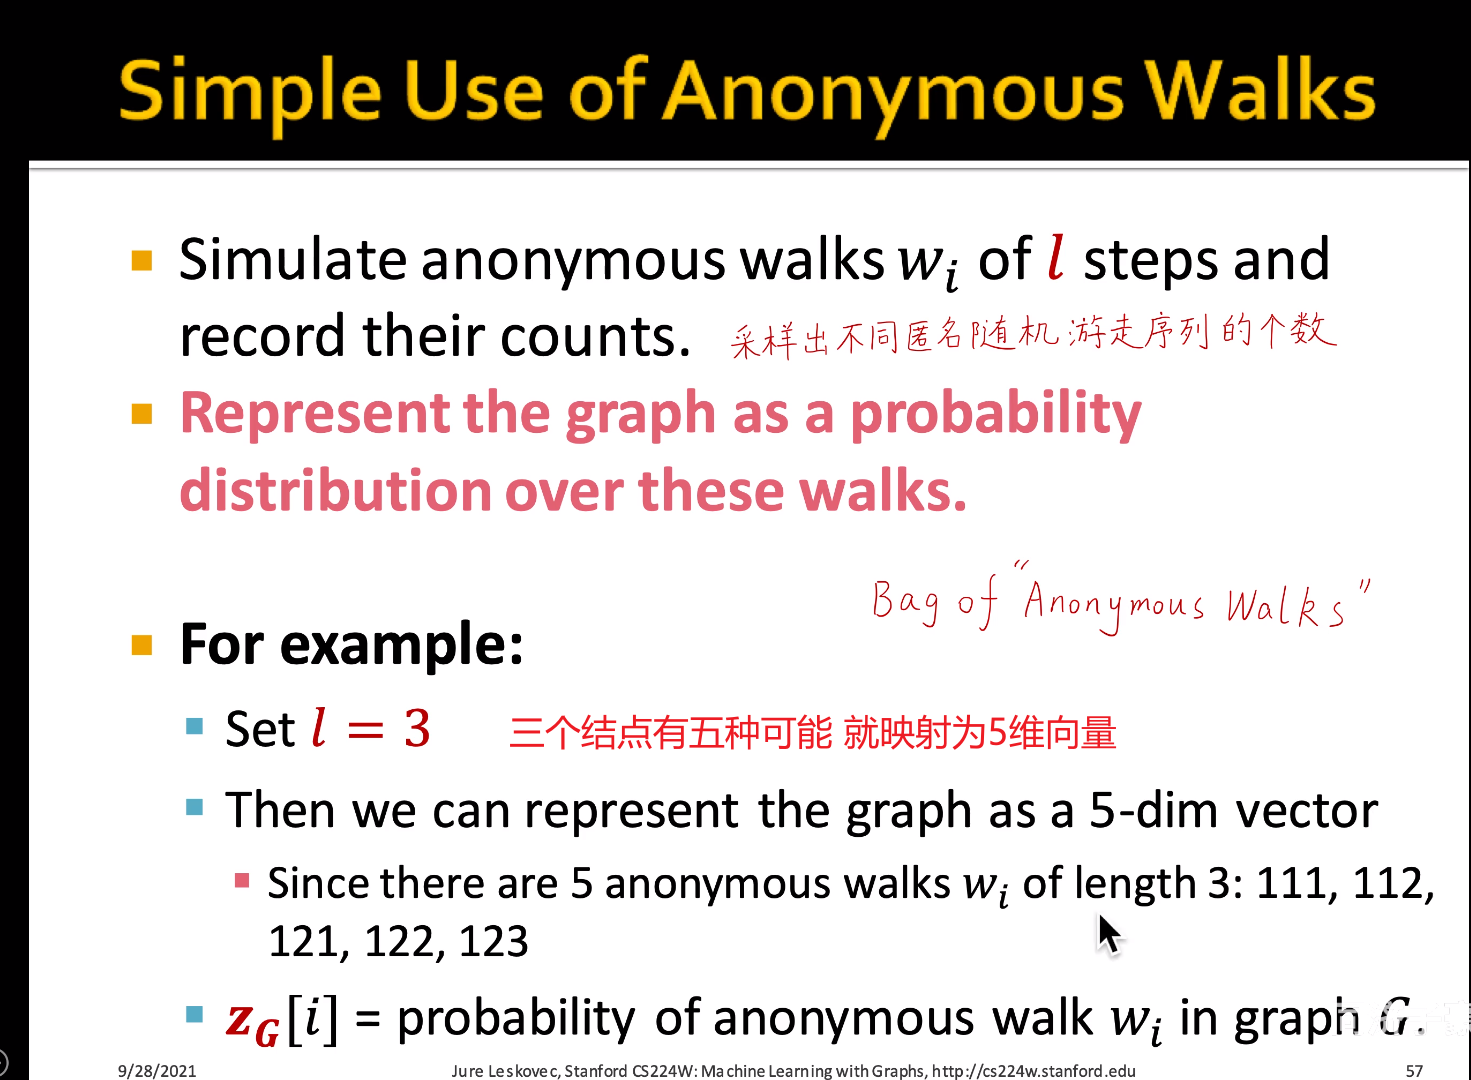 Simple Use of Anonymous Walks
Simulate anonymous walks wᵢ of l steps and
record their counts. 采样出不同匿名随机游走序列的个数
Represent the graph as a probability
distribution over these walks.
Bag of "Anonymous Walks"
For example:
Set l = 3 三个结点有五种可能 就映射为5维向量
Then we can represent the graph as a 5-dim vector
Since there are 5 anonymous walks wᵢ of length 3: 111, 112,
121, 122, 123
z_G[i] = probability of anonymous walk wᵢ in graph G.
9/28/2021 Jure Leskovec, Stanford CS224W: Machine Learning with Graphs, http://cs224w.stanford.edu 57